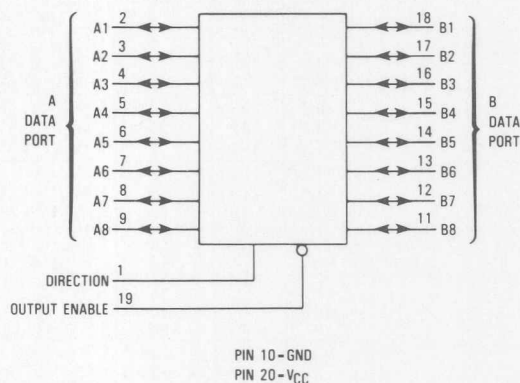 A1 2 18 B1
A2 3 17 B2
A3 4 16 B3
A4 5 15 B4
A5 6 14 B5
A6 7 13 B6
A7 8 12 B7
A8 9 11 B8
A
DATA
PORT
B
DATA
PORT
DIRECTION 1
OUTPUT ENABLE 19
PIN 10-GND
PIN 20-VCC